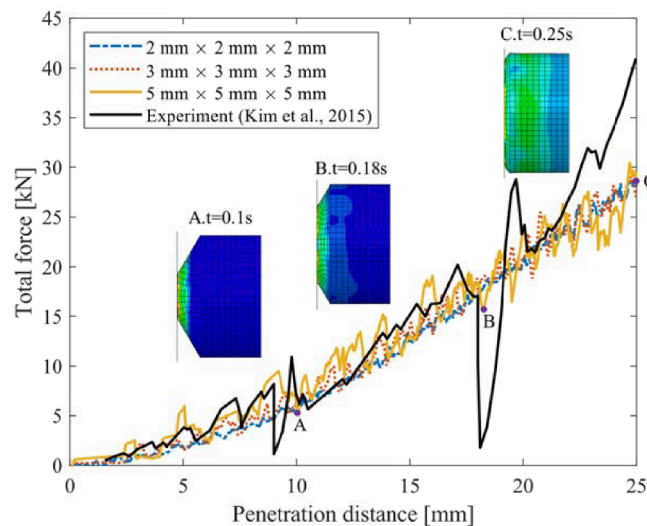 45
40
35
30
25
20
15
10
5
0
Total force [kN]
2 mm × 2 mm × 2 mm
3 mm × 3 mm × 3 mm
5 mm × 5 mm × 5 mm
Experiment (Kim et al., 2015)
C.t=0.25s
B.t=0.18s
A.t=0.1s
C
B
A
0 5 10 15 20 25
Penetration distance [mm]